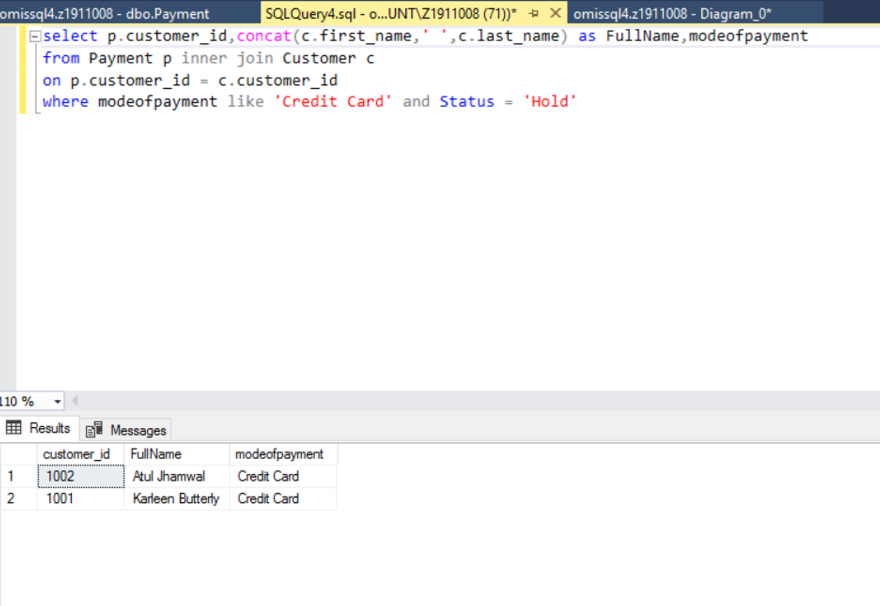 omissql4.z1911008 - dbo.Payment SQLQuery4.sql - o...UNT\Z1911008 (71))* omissql4.z1911008 - Diagram_0*
select p.customer_id,concat(c.first_name,' ',c.last_name) as FullName,modeofpayment
from Payment p inner join Customer c
on p.customer_id = c.customer_id
where modeofpayment like 'Credit Card' and Status = 'Hold'
110 %
Results Messages
customer_id FullName modeofpayment
1 1002 Atul Jhamwal Credit Card
2 1001 Karleen Butterly Credit Card